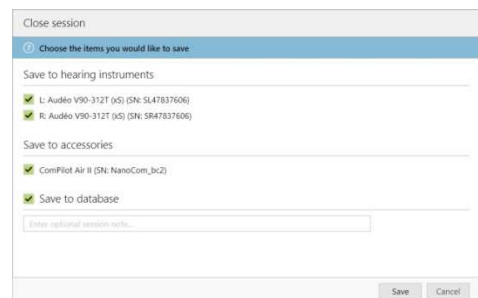 Close session
Choose the items you would like to save
Save to hearing instruments
L: Audéo V90-312T (xS) (SN: SL47837606)
R: Audéo V90-312T (xS) (SN: SR47837606)
Save to accessories
ComPilot Air II (SN: NanoCom_bc2)
Save to database
Enter optional session note...
Save Cancel